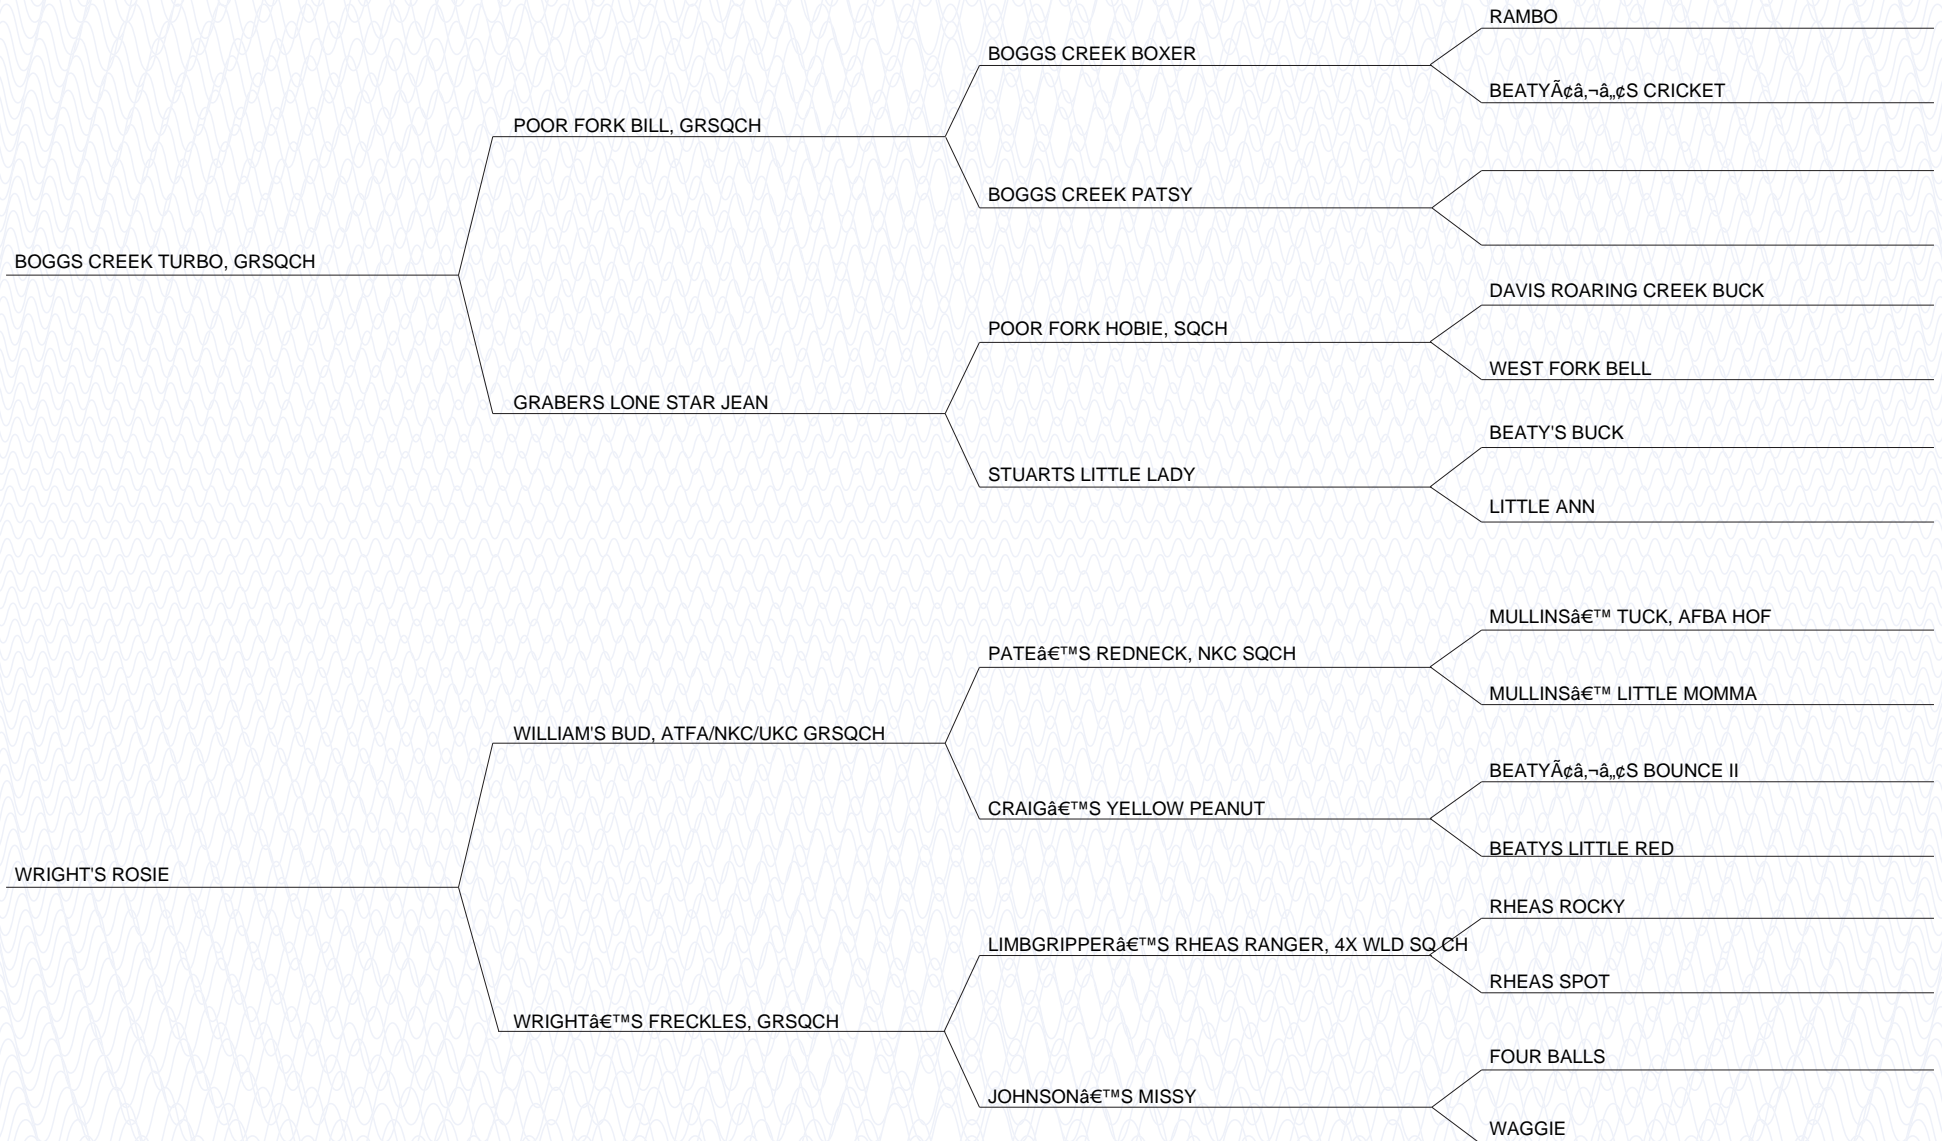 RAMBO
BOGGS CREEK BOXER
BEATYÃ¢â‚¬â„¢S CRICKET
POOR FORK BILL, GRSQCH
BOGGS CREEK PATSY
BOGGS CREEK TURBO, GRSQCH
DAVIS ROARING CREEK BUCK
POOR FORK HOBIE, SQCH
WEST FORK BELL
GRABERS LONE STAR JEAN
BEATY'S BUCK
STUARTS LITTLE LADY
LITTLE ANN
MULLINSâ€™ TUCK, AFBA HOF
PATEâ€™S REDNECK, NKC SQCH
MULLINSâ€™ LITTLE MOMMA
WILLIAM'S BUD, ATFA/NKC/UKC GRSQCH
BEATYÃ¢â‚¬â„¢S BOUNCE II
CRAIGâ€™S YELLOW PEANUT
BEATYS LITTLE RED
WRIGHT'S ROSIE
RHEAS ROCKY
LIMBGRIPPERâ€™S RHEAS RANGER, 4X WLD SQ CH
RHEAS SPOT
WRIGHTâ€™S FRECKLES, GRSQCH
FOUR BALLS
JOHNSONâ€™S MISSY
WAGGIE